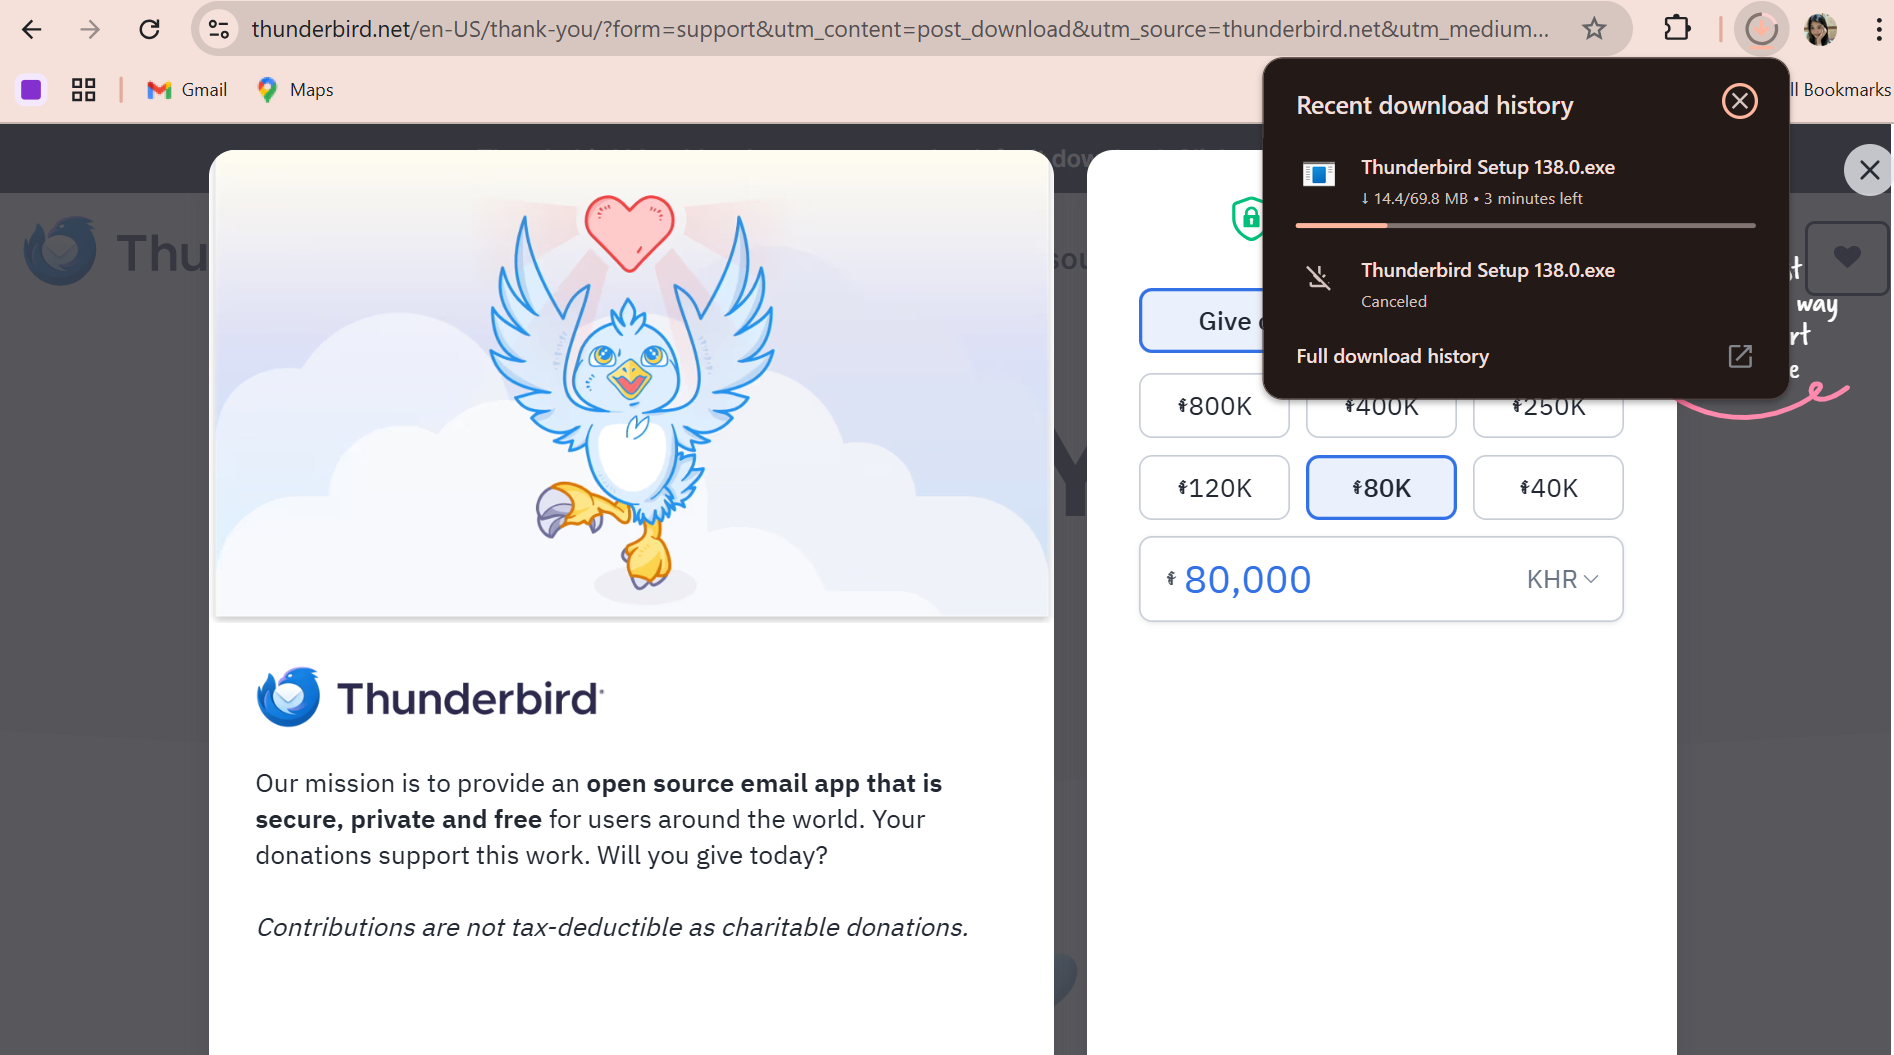 thunderbird.net/en-US/thank-you/?form=support&utm_content=post_download&utm_source=thunderbird.net&utm_medium...
Gmail
Maps
ll Bookmarks
Recent download history
Thunderbird Setup 138.0.exe
↓ 14.4/69.8 MB • 3 minutes left
Thunderbird Setup 138.0.exe
Canceled
Full download history
Thu
way
Give
៛800K
៛400K
៛250K
៛120K
៛80K
៛40K
៛ 80,000
KHR
Thunderbird
Our mission is to provide an open source email app that is
secure, private and free for users around the world. Your
donations support this work. Will you give today?
Contributions are not tax-deductible as charitable donations.